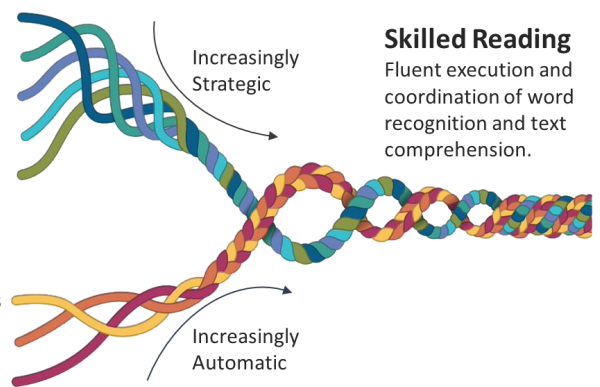 Increasingly
Strategic
Skilled Reading
Fluent execution and
coordination of word
recognition and text
comprehension.
Increasingly
Automatic